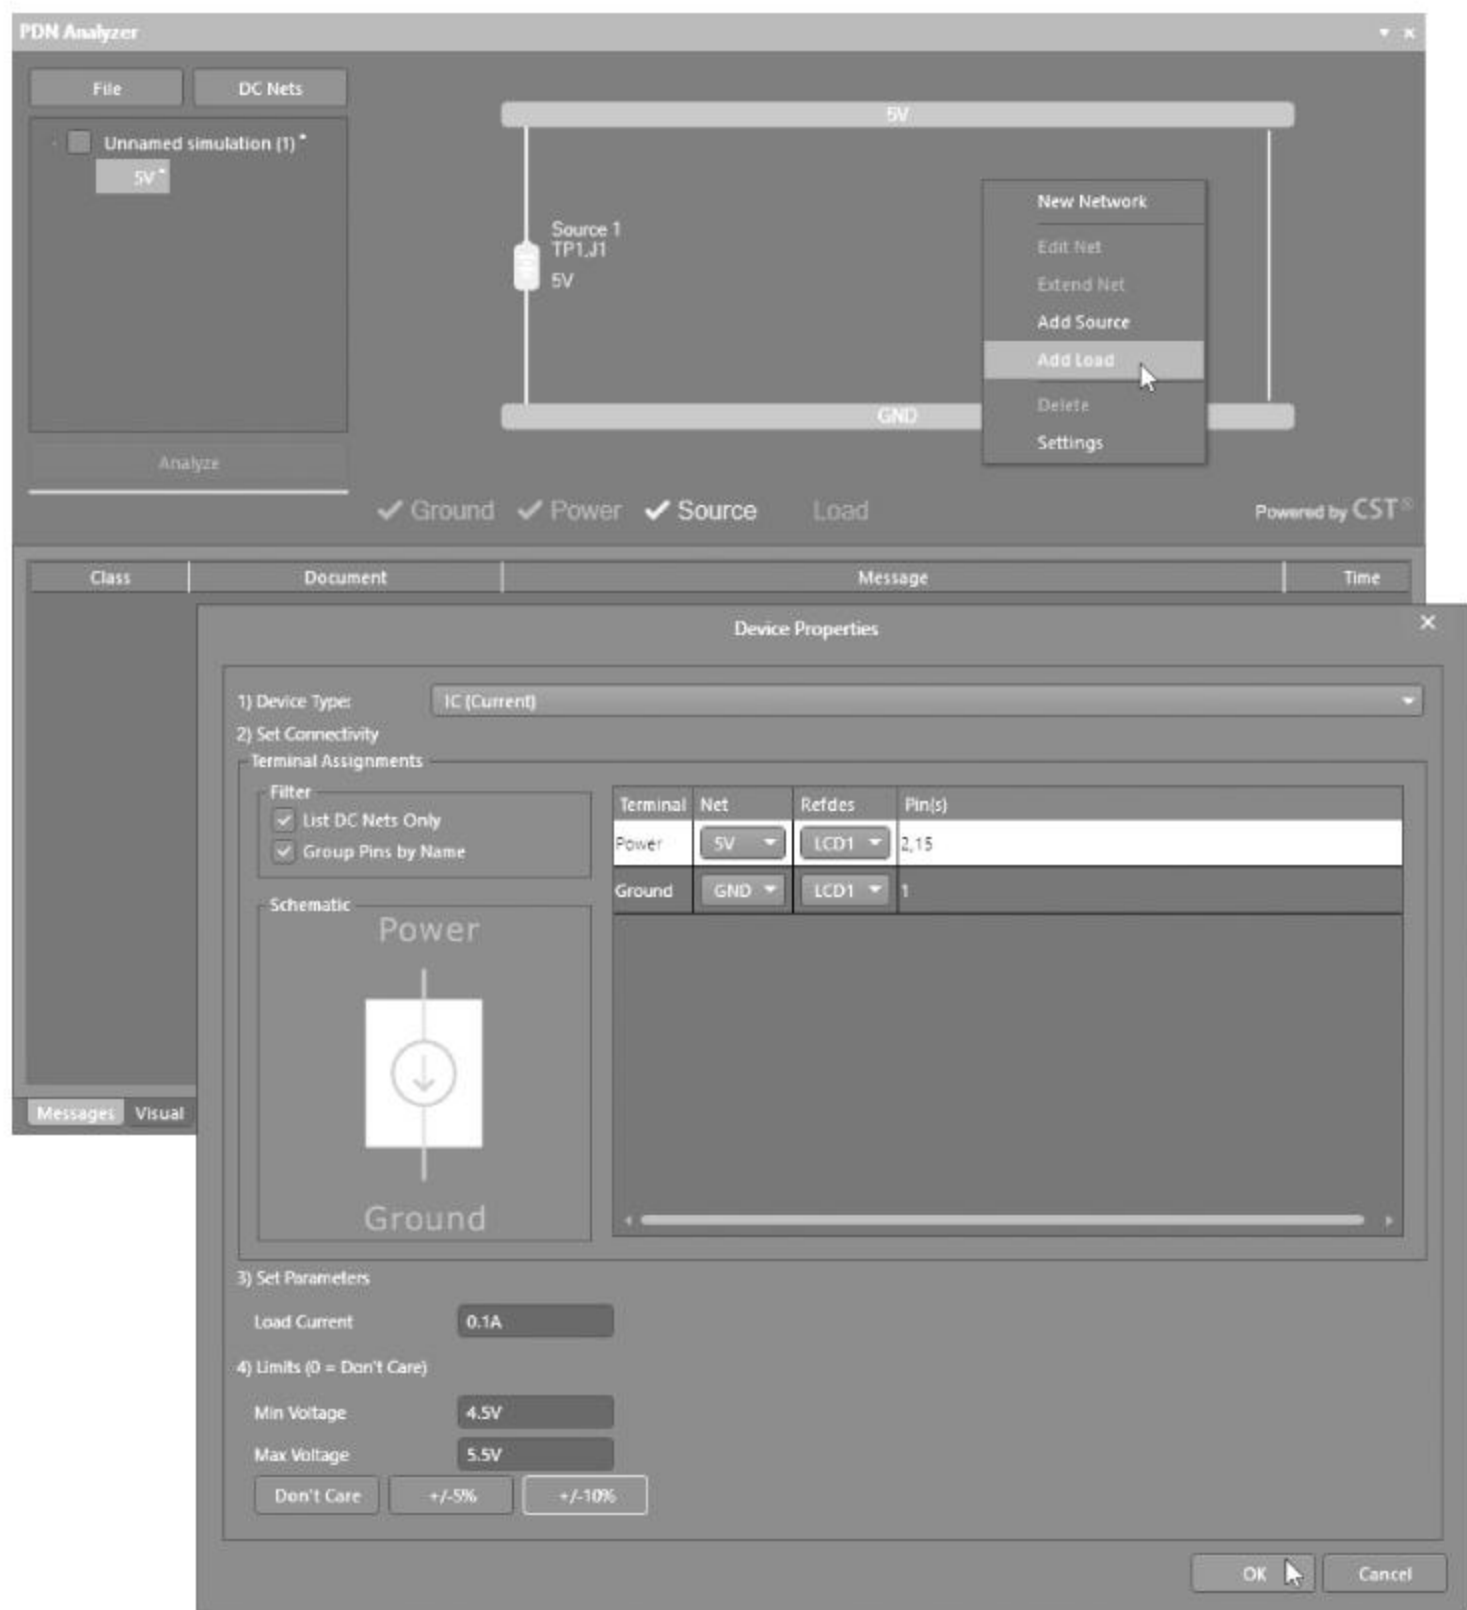 PDN Analyzer
File DC Nets
Unnamed simulation (1) *
5V *
Analyze
5V
Source 1
TP1,J1
5V
GND
New Network
Edit Net
Extend Net
Add Source
Add Load
Delete
Settings
Ground Power Source Load
Powered by CST®
Class Document Message Time
Messages Visual
Device Properties
1) Device Type: IC (Current)
2) Set Connectivity
Terminal Assignments
Filter
List DC Nets Only
Group Pins by Name
Schematic
Power
Ground
Terminal Net Refdes Pin(s)
Power 5V LCD1 2,15
Ground GND LCD1 1
3) Set Parameters
Load Current 0.1A
4) Limits (0 = Don't Care)
Min Voltage 4.5V
Max Voltage 5.5V
Don't Care +/-5% +/-10%
OK Cancel